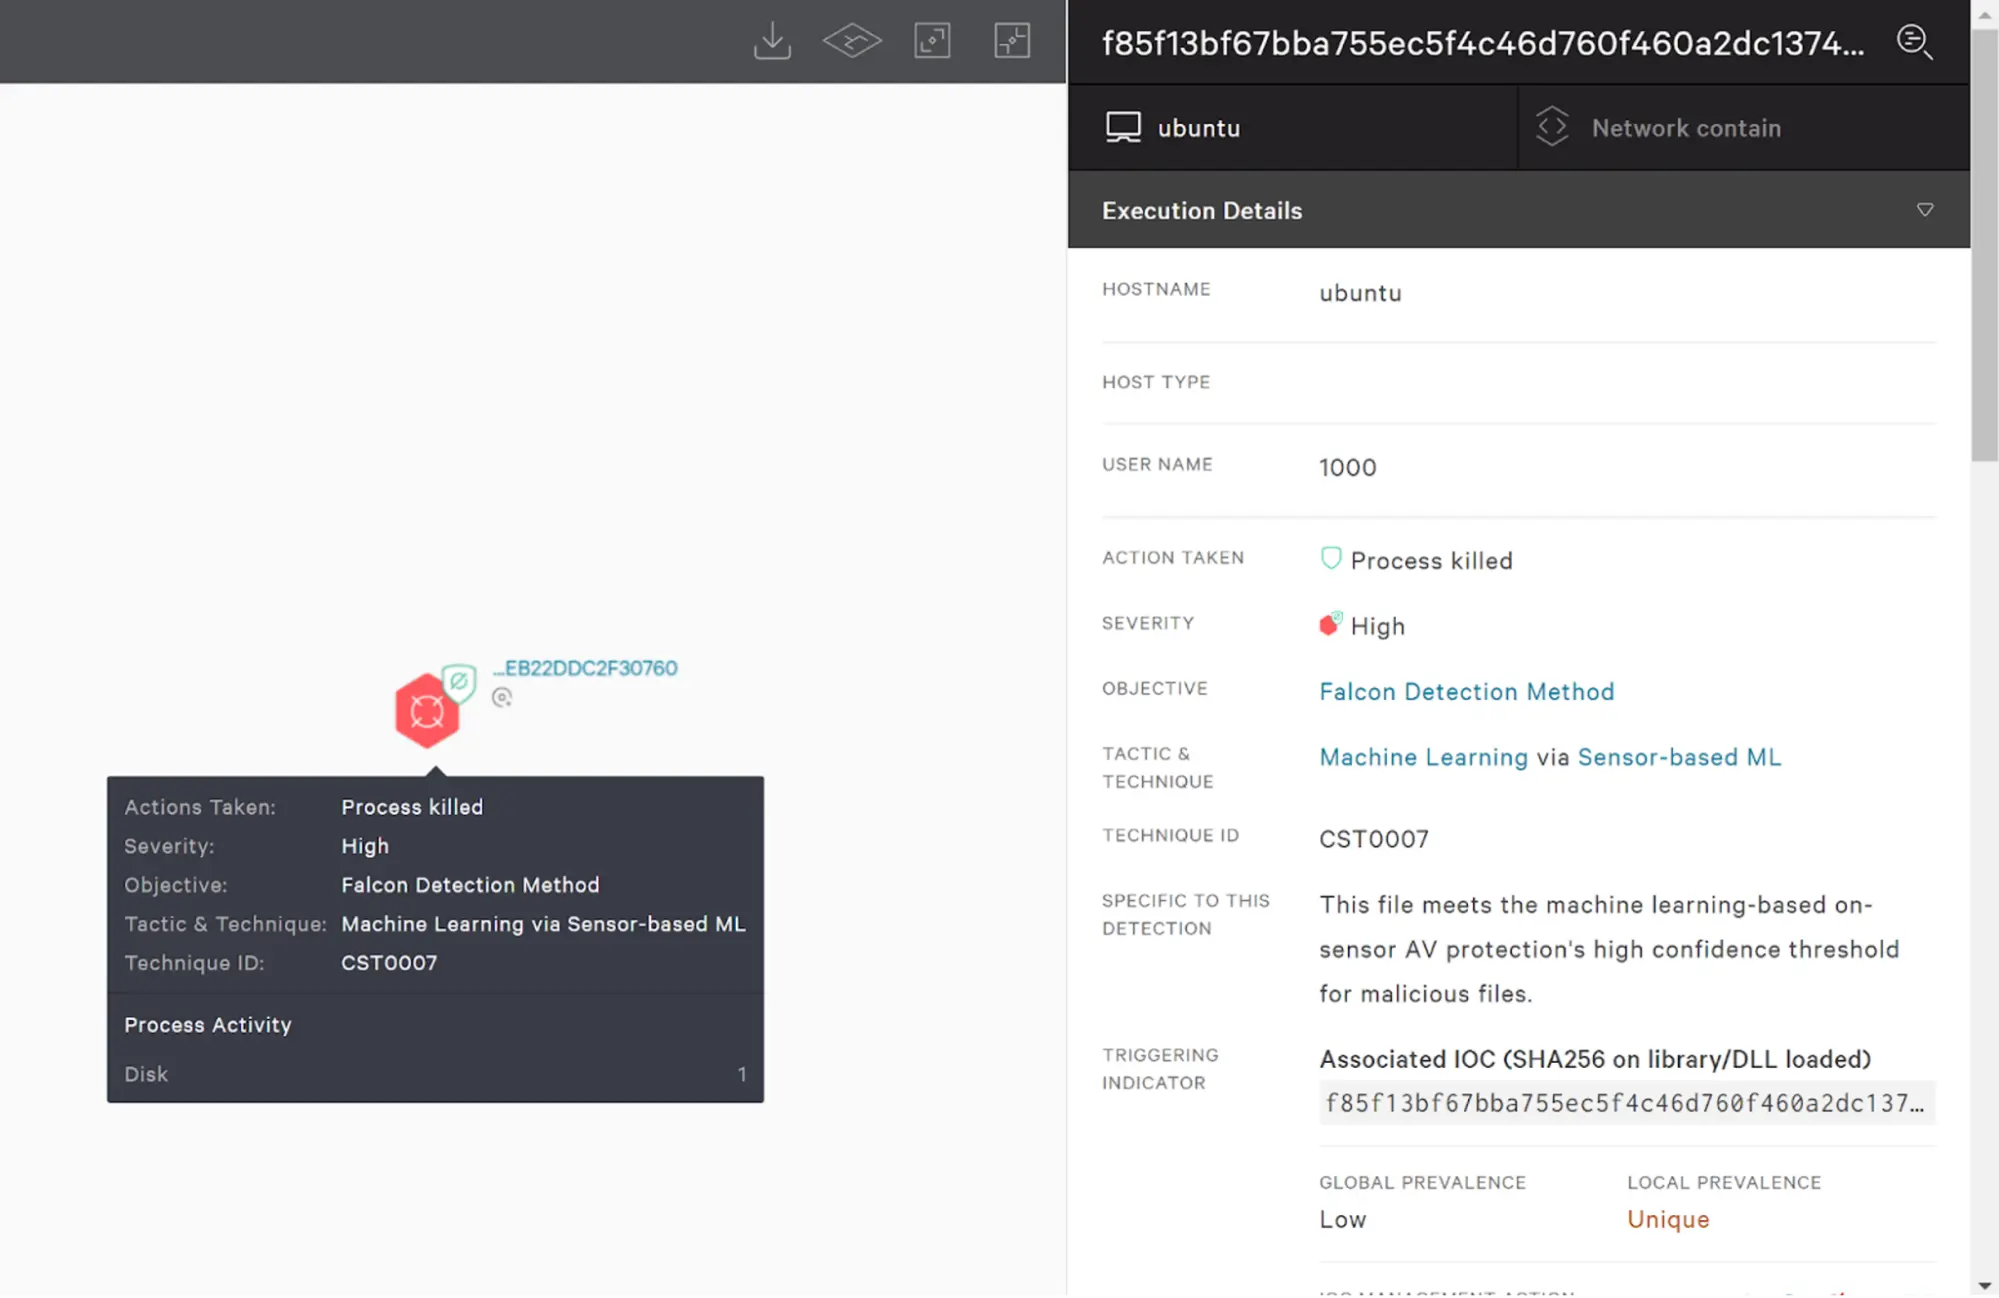 f85f13bf67bba755ec5f4c46d760f460a2dc1374...
ubuntu
Network contain
Execution Details
HOSTNAME
ubuntu
HOST TYPE
USER NAME
1000
ACTION TAKEN
Process killed
SEVERITY
High
OBJECTIVE
Falcon Detection Method
TACTIC &
TECHNIQUE
Machine Learning via Sensor-based ML
TECHNIQUE ID
CST0007
SPECIFIC TO THIS
DETECTION
This file meets the machine learning-based on-
sensor AV protection's high confidence threshold
for malicious files.
TRIGGERING
INDICATOR
Associated IOC (SHA256 on library/DLL loaded)
f85f13bf67bba755ec5f4c46d760f460a2dc137...
GLOBAL PREVALENCE
Low
LOCAL PREVALENCE
Unique
...EB22DDC2F30760
Actions Taken: Process killed
Severity: High
Objective: Falcon Detection Method
Tactic & Technique: Machine Learning via Sensor-based ML
Technique ID: CST0007
Process Activity
Disk 1